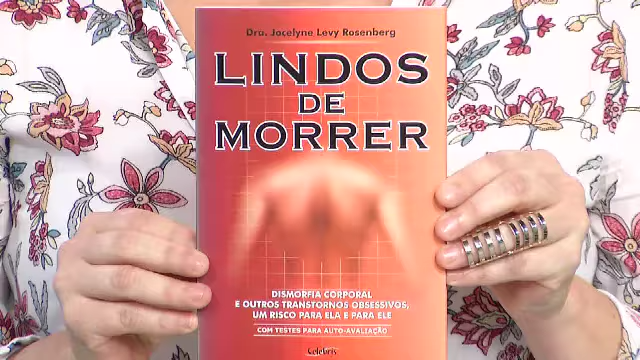 Dra. Jocelyne Levy Rosenberg
LINDOS
DE
MORRER
DISMORFIA CORPORAL
E OUTROS TRANSTORNOS OBSESSIVOS,
UM RISCO PARA ELA E PARA ELE
COM TESTES PARA AUTO-AVALIAÇÃO
Celebris